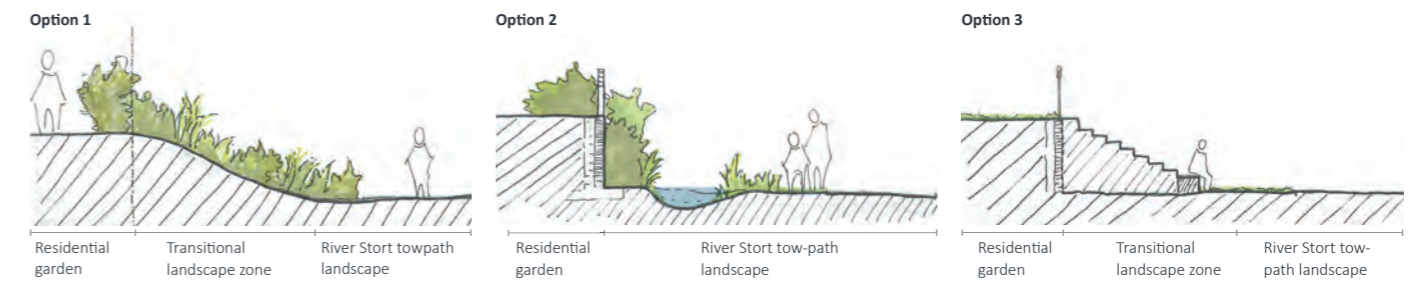 Option 1
Residential
garden
Transitional
landscape zone
River Stort towpath
landscape
Option 2
Residential
garden
River Stort tow-path
landscape
Option 3
Residential
garden
Transitional
landscape zone
River Stort tow-
path landscape